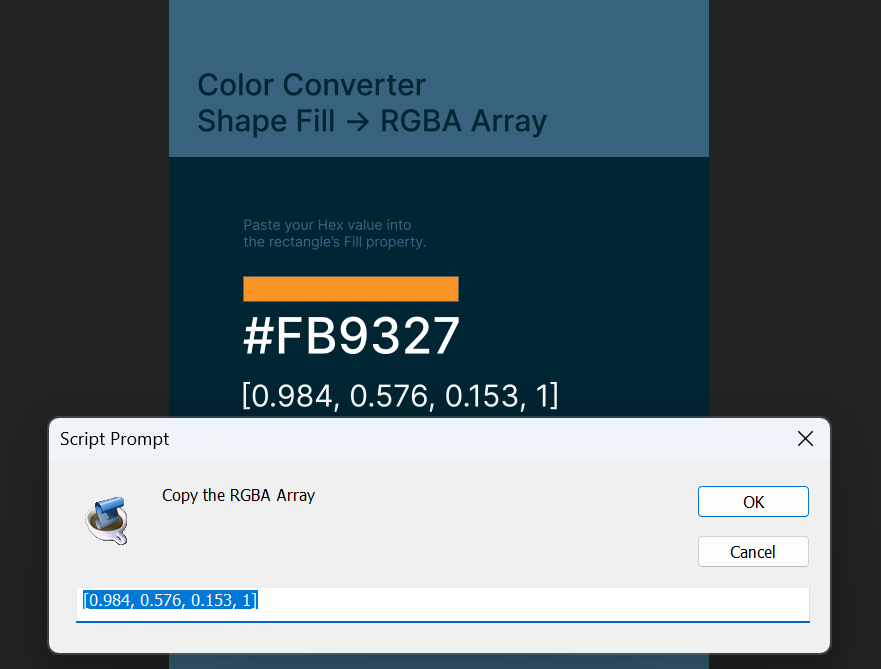 Color Converter
Shape Fill → RGBA Array
Paste your Hex value into
the rectangle’s Fill property.
#FB9327
[0.984, 0.576, 0.153, 1]
Script Prompt
Copy the RGBA Array
OK
Cancel
[0.984, 0.576, 0.153, 1]